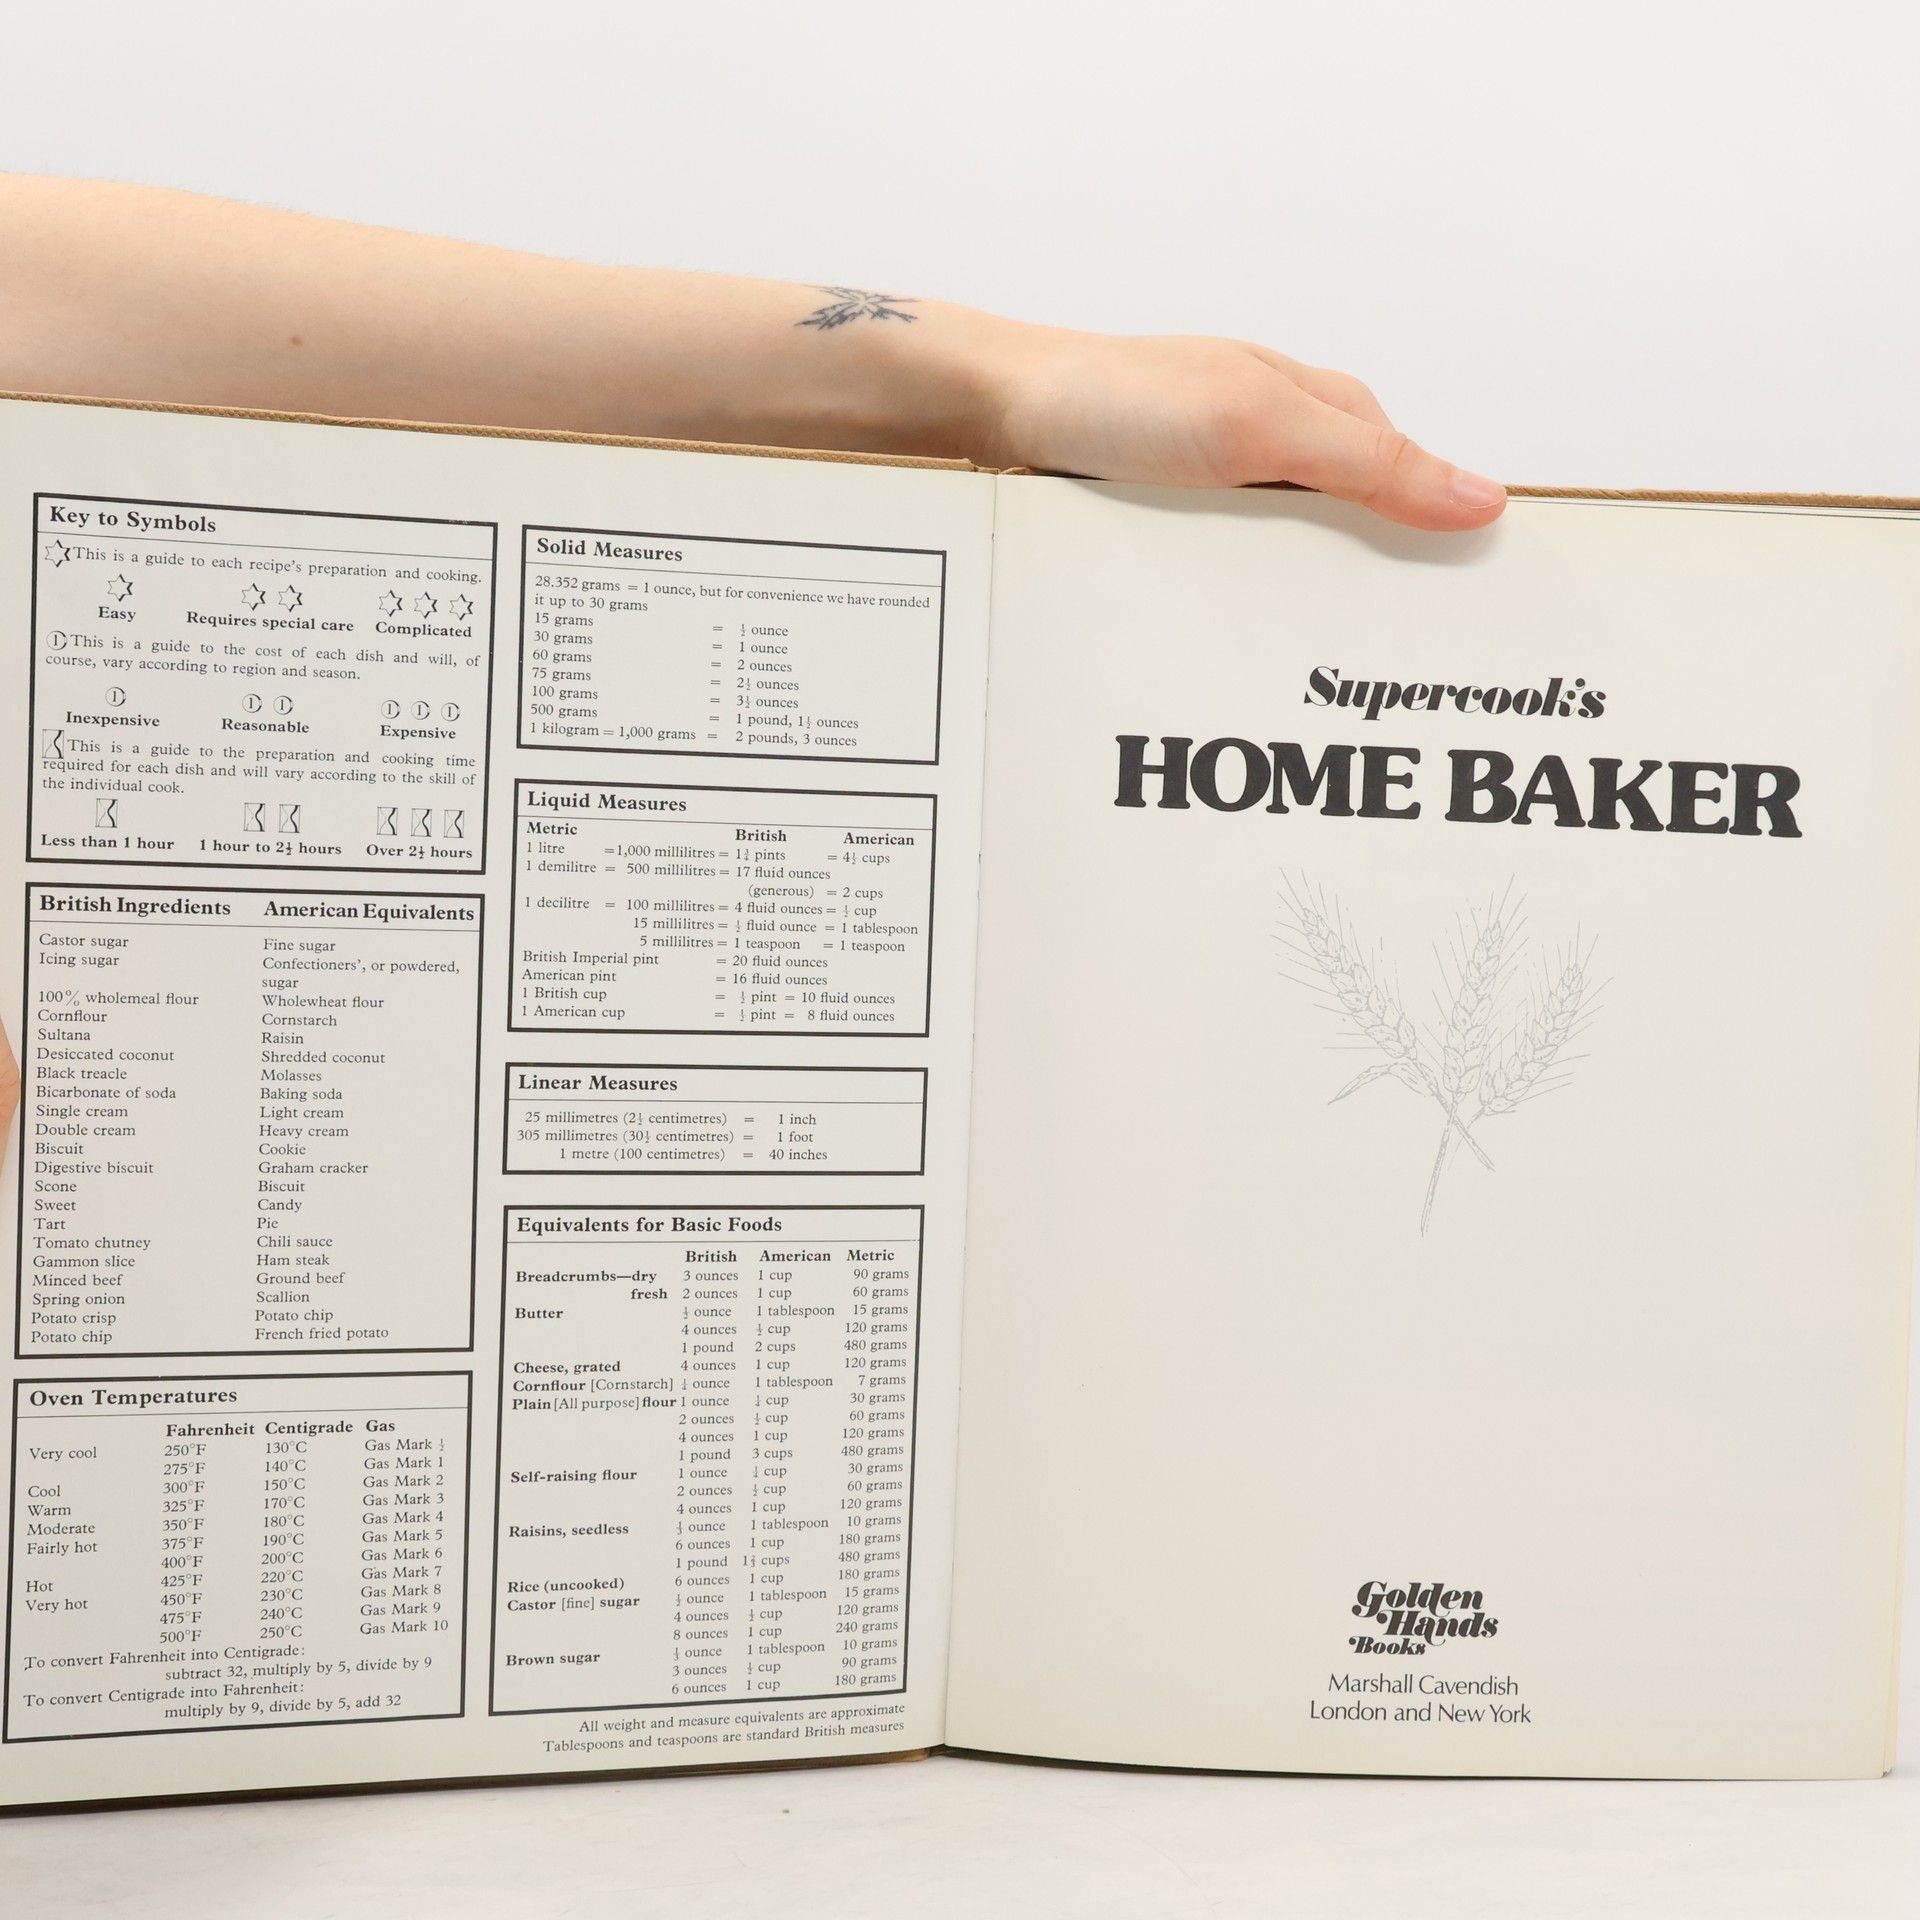 Key to Symbols
This is a guide to each recipe's preparation and cooking.
Easy Requires special care Complicated
This is a guide to the cost of each dish and will, of
course, vary according to region and season.
Inexpensive Reasonable Expensive
This is a guide to the preparation and cooking time
required for each dish and will vary according to the skill of
the individual cook.
Less than 1 hour 1 hour to 2½ hours Over 2½ hours
British Ingredients American Equivalents
Castor sugar Fine sugar
Icing sugar Confectioners', or powdered,
sugar
100% wholemeal flour Wholewheat flour
Cornflour Cornstarch
Sultana Raisin
Desiccated coconut Shredded coconut
Black treacle Molasses
Bicarbonate of soda Baking soda
Single cream Light cream
Double cream Heavy cream
Biscuit Cookie
Digestive biscuit Graham cracker
Scone Biscuit
Sweet Candy
Tart Pie
Tomato chutney Chili sauce
Gammon slice Ham steak
Minced beef Ground beef
Spring onion Scallion
Potato crisp Potato chip
Potato chip French fried potato
Oven Temperatures
Fahrenheit Centigrade Gas
Very cool 250°F 130°C Gas Mark ½
275°F 140°C Gas Mark 1
Cool 300°F 150°C Gas Mark 2
Warm 325°F 170°C Gas Mark 3
Moderate 350°F 180°C Gas Mark 4
Fairly hot 375°F 190°C Gas Mark 5
400°F 200°C Gas Mark 6
Hot 425°F 220°C Gas Mark 7
Very hot 450°F 230°C Gas Mark 8
475°F 240°C Gas Mark 9
500°F 250°C Gas Mark 10
To convert Fahrenheit into Centigrade:
subtract 32, multiply by 5, divide by 9
To convert Centigrade into Fahrenheit:
multiply by 9, divide by 5, add 32
Solid Measures
28.352 grams = 1 ounce, but for convenience we have rounded
it up to 30 grams
15 grams = ½ ounce
30 grams = 1 ounce
60 grams = 2 ounces
75 grams = 2½ ounces
100 grams = 3½ ounces
500 grams = 1 pound, 1½ ounces
1 kilogram = 1,000 grams = 2 pounds, 3 ounces
Liquid Measures
Metric British American
1 litre = 1,000 millilitres = 1¾ pints = 4½ cups
1 demilitre = 500 millilitres = 17 fluid ounces
(generous) = 2 cups
1 decilitre = 100 millilitres = 4 fluid ounces = ½ cup
15 millilitres = ½ fluid ounce = 1 tablespoon
5 millilitres = 1 teaspoon = 1 teaspoon
British Imperial pint = 20 fluid ounces
American pint = 16 fluid ounces
1 British cup = ½ pint = 10 fluid ounces
1 American cup = ½ pint = 8 fluid ounces
Linear Measures
25 millimetres (2½ centimetres) = 1 inch
305 millimetres (30½ centimetres) = 1 foot
1 metre (100 centimetres) = 40 inches
Equivalents for Basic Foods
British American Metric
Breadcrumbs—dry 3 ounces 1 cup 90 grams
fresh 2 ounces 1 cup 60 grams
Butter ½ ounce 1 tablespoon 15 grams
4 ounces ½ cup 120 grams
1 pound 2 cups 480 grams
Cheese, grated 4 ounces 1 cup 120 grams
Cornflour [Cornstarch] ¼ ounce 1 tablespoon 7 grams
Plain [All purpose] flour 1 ounce ¼ cup 30 grams
2 ounces ½ cup 60 grams
4 ounces 1 cup 120 grams
1 pound 3 cups 480 grams
Self-raising flour 1 ounce ¼ cup 30 grams
2 ounces ½ cup 60 grams
4 ounces 1 cup 120 grams
Raisins, seedless ⅓ ounce 1 tablespoon 10 grams
6 ounces 1 cup 180 grams
1 pound cups 480 grams
Rice (uncooked) 6 ounces 1 cup 180 grams
Castor [fine] sugar ½ ounce 1 tablespoon 15 grams
4 ounces ½ cup 120 grams
8 ounces 1 cup 240 grams
Brown sugar ⅓ ounce 1 tablespoon 10 grams
3 ounces ½ cup 90 grams
6 ounces 1 cup 180 grams
All weight and measure equivalents are approximate
Tablespoons and teaspoons are standard British measures
Supercook's
HOME BAKER
Golden
Hands
Books
Marshall Cavendish
London and New York